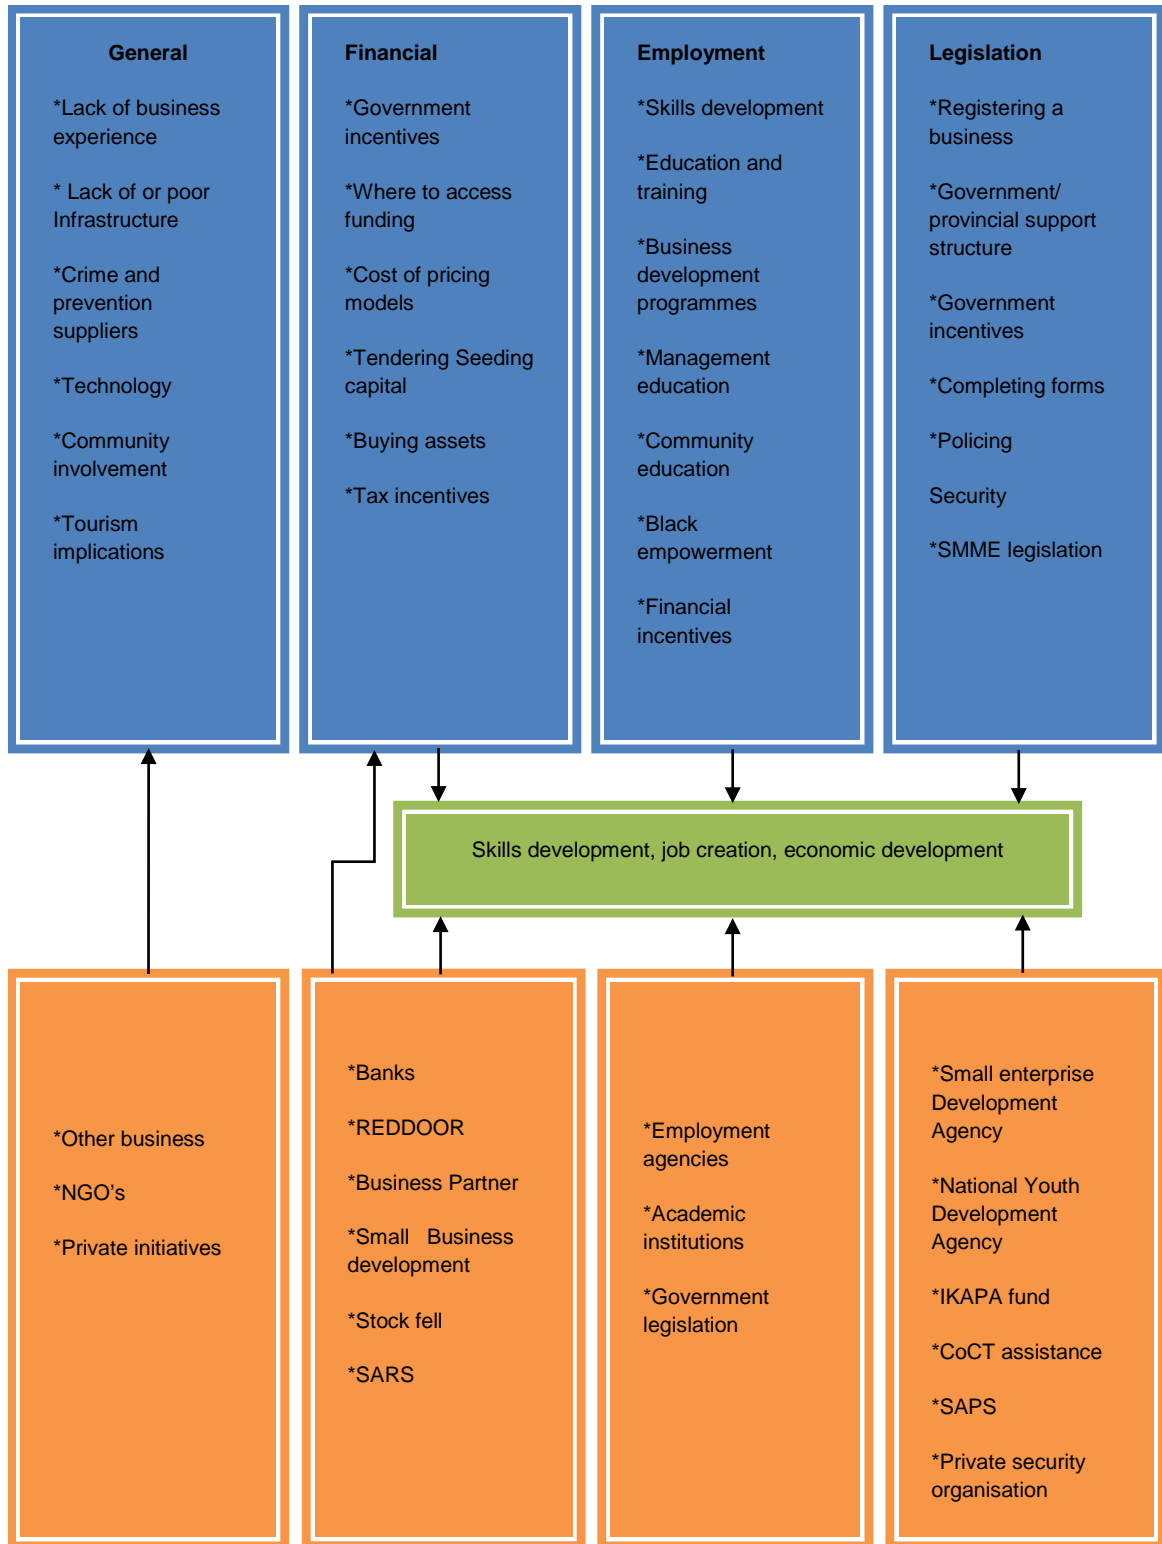 General
*Lack of business
experience
* Lack of or poor
Infrastructure
*Crime and
prevention
suppliers
*Technology
*Community
involvement
*Tourism
implications
Financial
*Government
incentives
*Where to access
funding
*Cost of pricing
models
*Tendering Seeding
capital
*Buying assets
*Tax incentives
Employment
*Skills development
*Education and
training
*Business
development
programmes
*Management
education
*Community
education
*Black
empowerment
*Financial
incentives
Legislation
*Registering a
business
*Government/
provincial support
structure
*Government
incentives
*Completing forms
*Policing
Security
*SMME legislation
Skills development, job creation, economic development
*Other business
*NGO’s
*Private initiatives
*Banks
*REDDOOR
*Business Partner
*Small Business
development
*Stock fell
*SARS
*Employment
agencies
*Academic
institutions
*Government
legislation
*Small enterprise
Development
Agency
*National Youth
Development
Agency
*IKAPA fund
*CoCT assistance
*SAPS
*Private security
organisation